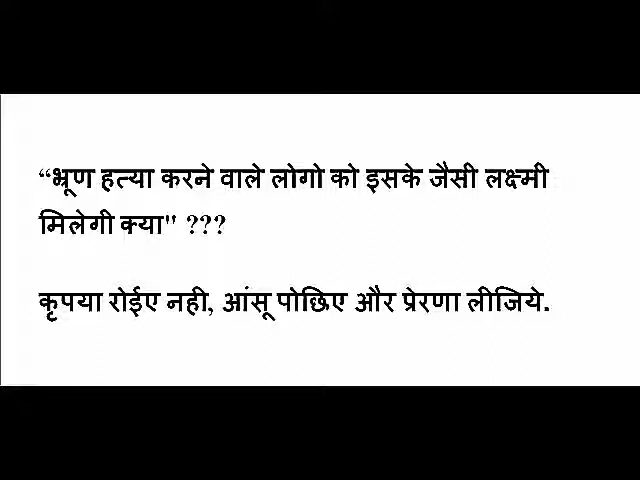 “भ्रूण हत्या करने वाले लोगो को इसके जैसी लक्ष्मी
मिलेगी क्या" ???
कृपया रोईए नही, आंसू पोछिए और प्रेरणा लीजिये.